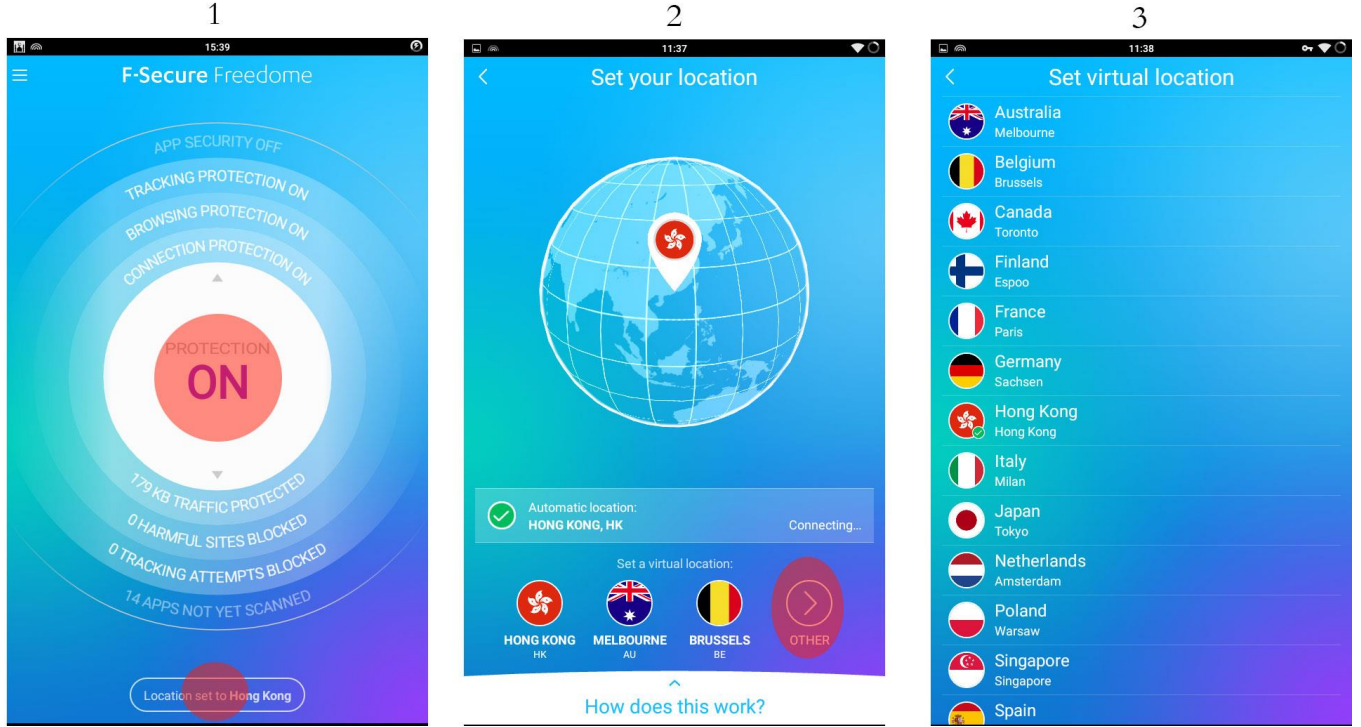 1
15:39
F-Secure Freedome
APP SECURITY OFF
TRACKING PROTECTION ON
BROWSING PROTECTION ON
CONNECTION PROTECTION ON
PROTECTION
ON
179 KB TRAFFIC PROTECTED
0 HARMFUL SITES BLOCKED
0 TRACKING ATTEMPTS BLOCKED
14 APPS NOT YET SCANNED
Location set to Hong Kong
2
11:37
Set your location
Automatic location:
HONG KONG, HK
Connecting...
Set a virtual location:
HONG KONG
HK
MELBOURNE
AU
BRUSSELS
BE
OTHER
How does this work?
3
11:38
Set virtual location
Australia
Melbourne
Belgium
Brussels
Canada
Toronto
Finland
Espoo
France
Paris
Germany
Sachsen
Hong Kong
Hong Kong
Italy
Milan
Japan
Tokyo
Netherlands
Amsterdam
Poland
Warsaw
Singapore
Singapore
Spain